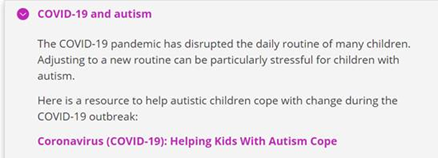 COVID-19 and autism
The COVID-19 pandemic has disrupted the daily routine of many children.
Adjusting to a new routine can be particularly stressful for children with
autism.
Here is a resource to help autistic children cope with change during the
COVID-19 outbreak:
Coronavirus (COVID-19): Helping Kids With Autism Cope